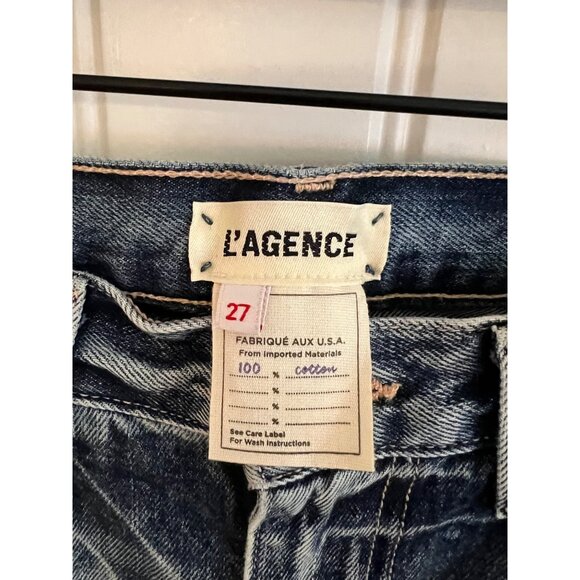 L'AGENCE
27
FABRIQUÉ AUX U.S.A.
From Imported Materials
100 % cotton
%
%
%
See Care Label
For Wash Instructions